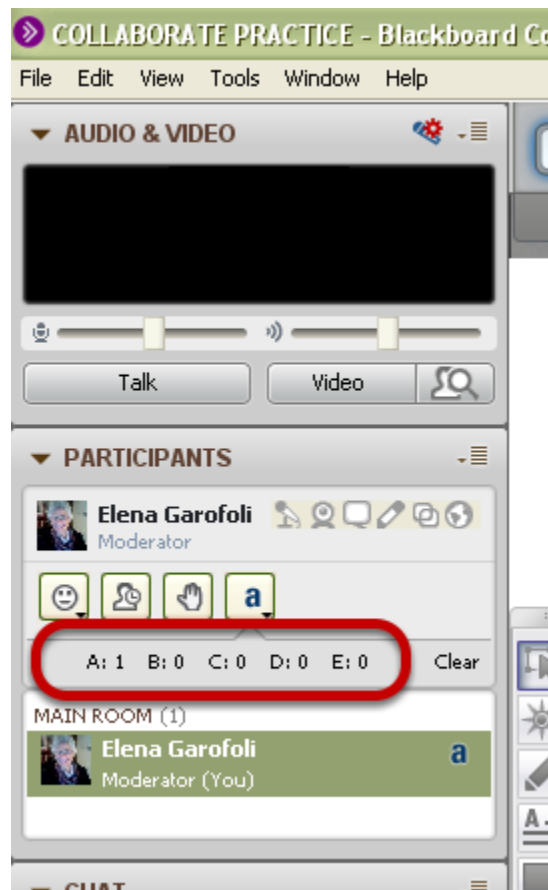 COLLABORATE PRACTICE - Blackboard Co
File Edit View Tools Window Help
AUDIO & VIDEO
Talk Video
PARTICIPANTS
Elena Garofoli
Moderator
a
A: 1 B: 0 C: 0 D: 0 E: 0 Clear
MAIN ROOM (1)
Elena Garofoli a
Moderator (You)
A
CHAT